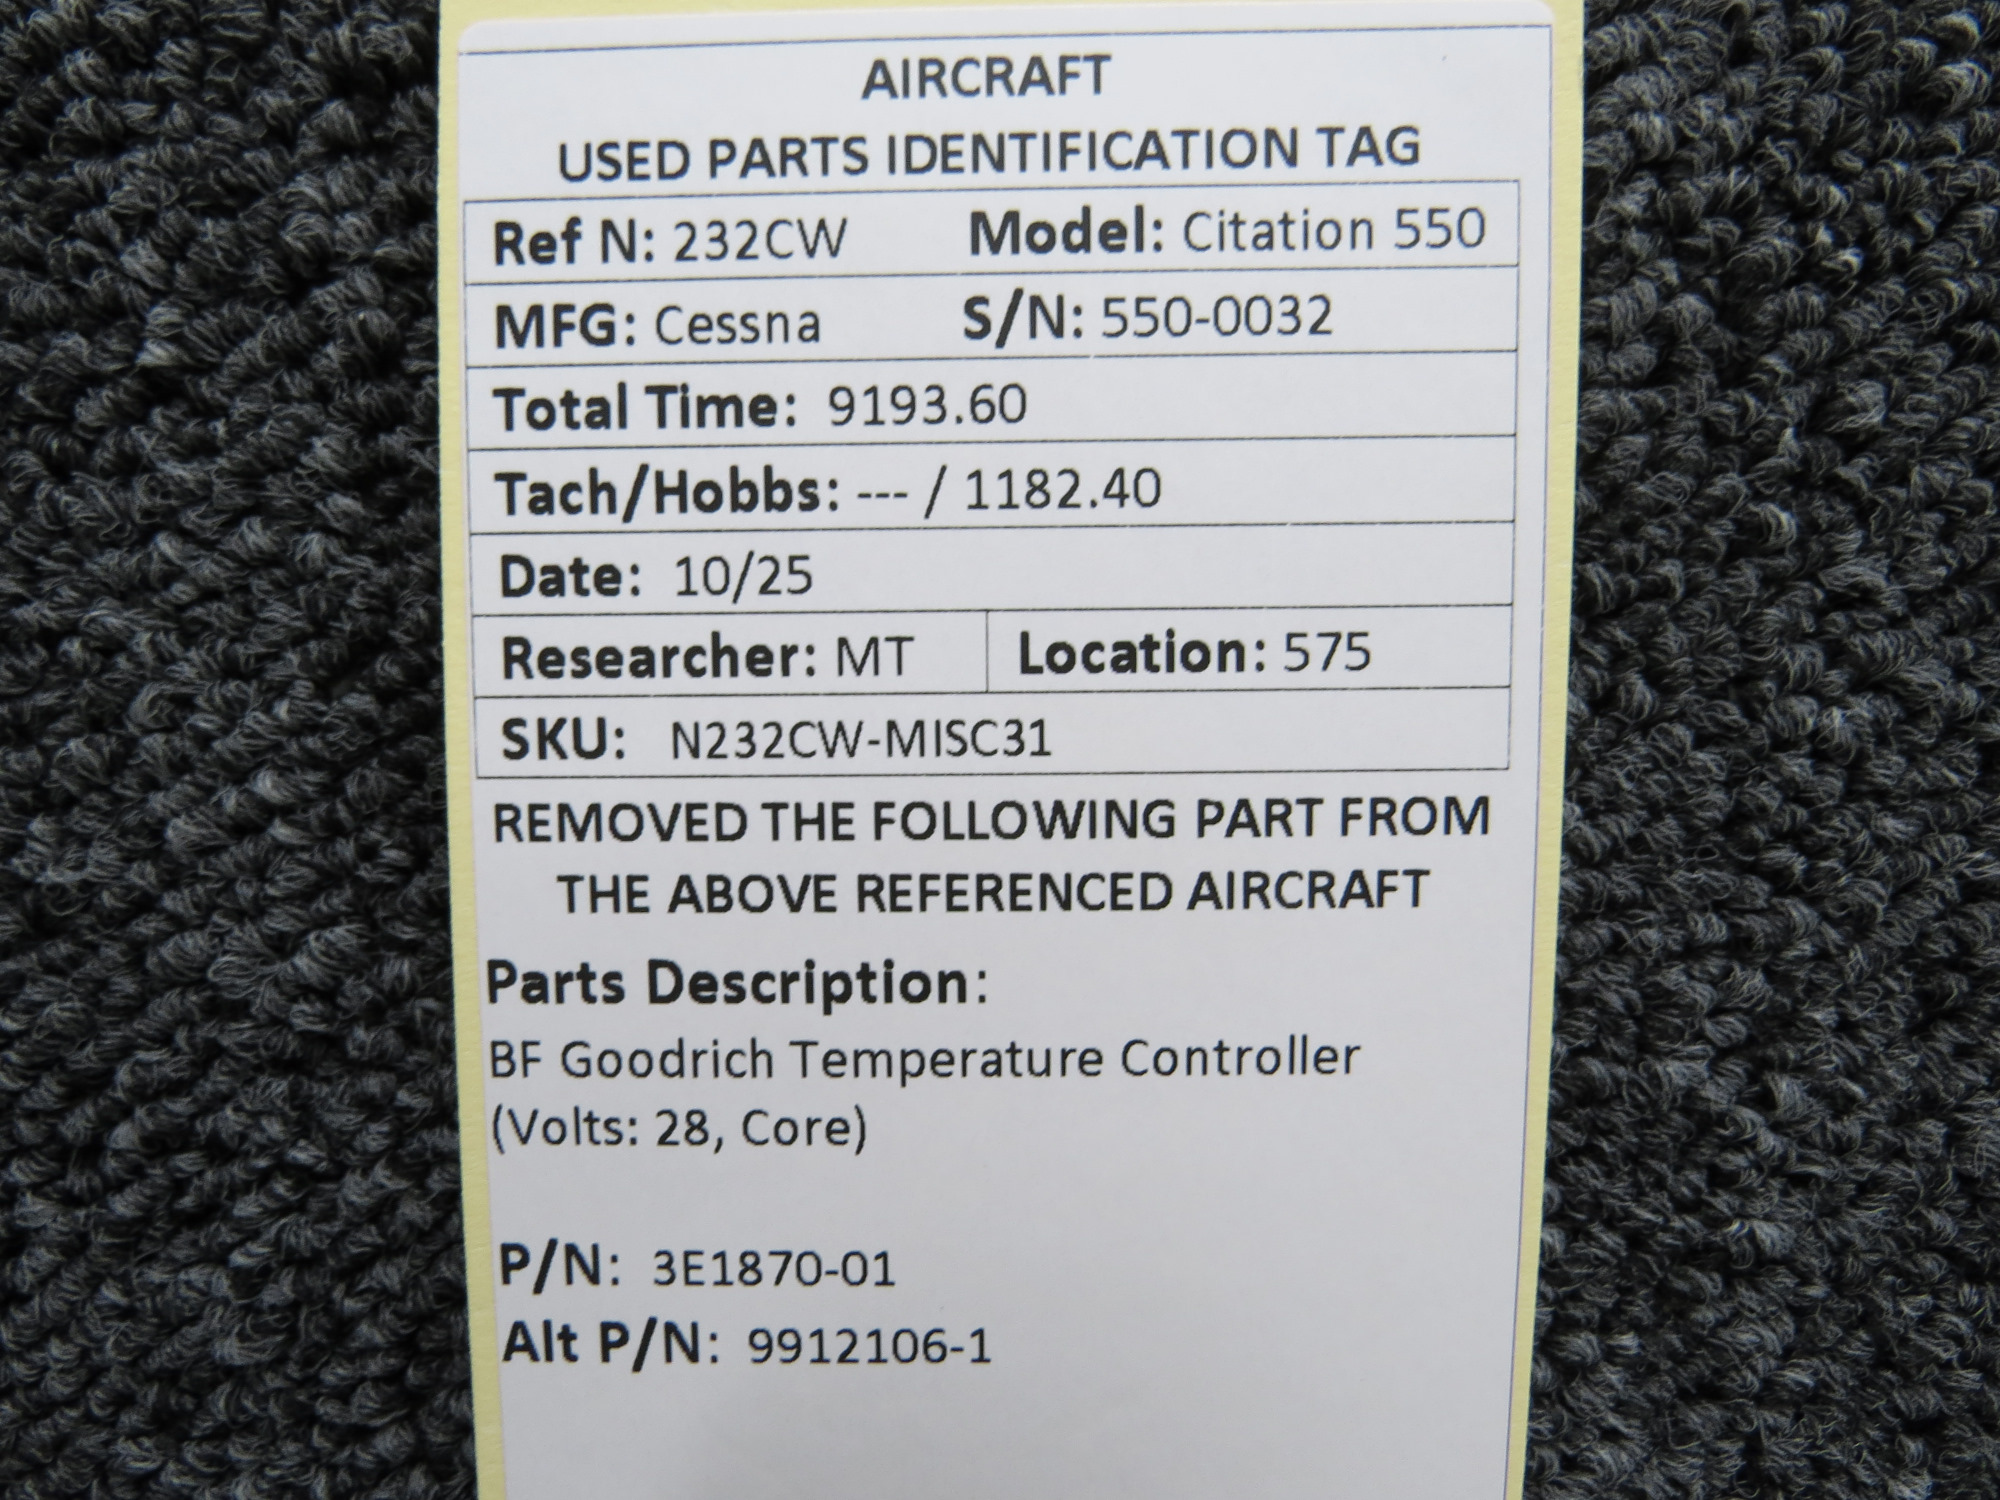 AIRCRAFT
USED PARTS IDENTIFICATION TAG
Ref N: 232CW Model: Citation 550
MFG: Cessna S/N: 550-0032
Total Time: 9193.60
Tach/Hobbs: --- / 1182.40
Date: 10/25
Researcher: MT Location: 575
SKU: N232CW-MISC31
REMOVED THE FOLLOWING PART FROM
THE ABOVE REFERENCED AIRCRAFT
Parts Description:
BF Goodrich Temperature Controller
(Volts: 28, Core)
P/N: 3E1870-01
Alt P/N: 9912106-1